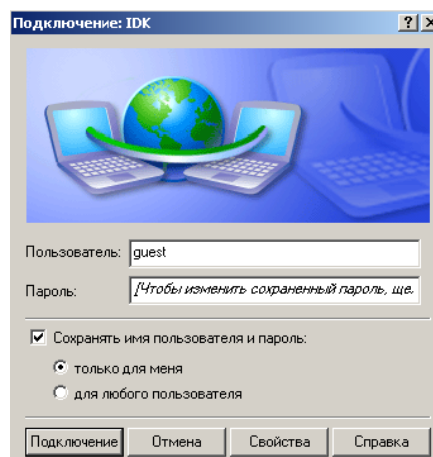 Подключение: IDK
Пользователь: guest
Пароль: [Чтобы изменить сохраненный пароль, ще.
Сохранять имя пользователя и пароль:
только для меня
для любого пользователя
Подключение Отмена Свойства Справка